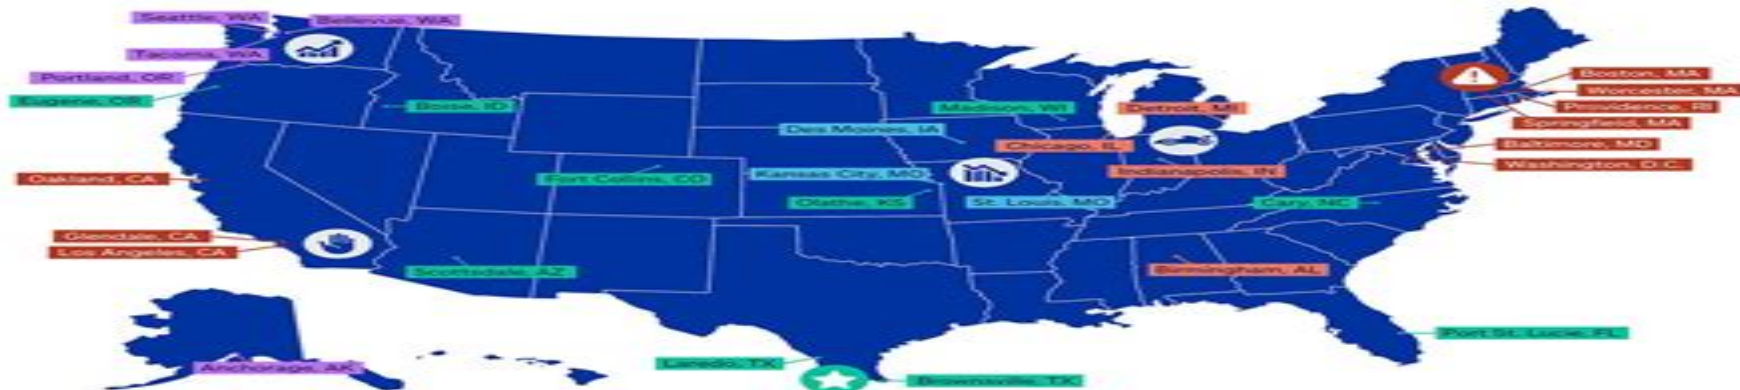 Seattle, WA
Bellevue, WA
Tacoma, WA
Portland, OR
Eugene, OR
Boise, ID
Madison, WI
Detroit, MI
Boston, MA
Worcester, MA
Providence, RI
Springfield, MA
Des Moines, IA
Chicago, IL
Baltimore, MD
Washington, D.C.
Oakland, CA
Fort Collins, CO
Kansas City, MO
Indianapolis, IN
Olathe, KS
St. Louis, MO
Cary, NC
Glendale, CA
Los Angeles, CA
Scottsdale, AZ
Birmingham, AL
Port St. Lucie, FL
Laredo, TX
Anchorage, AK
Brownsville, TX